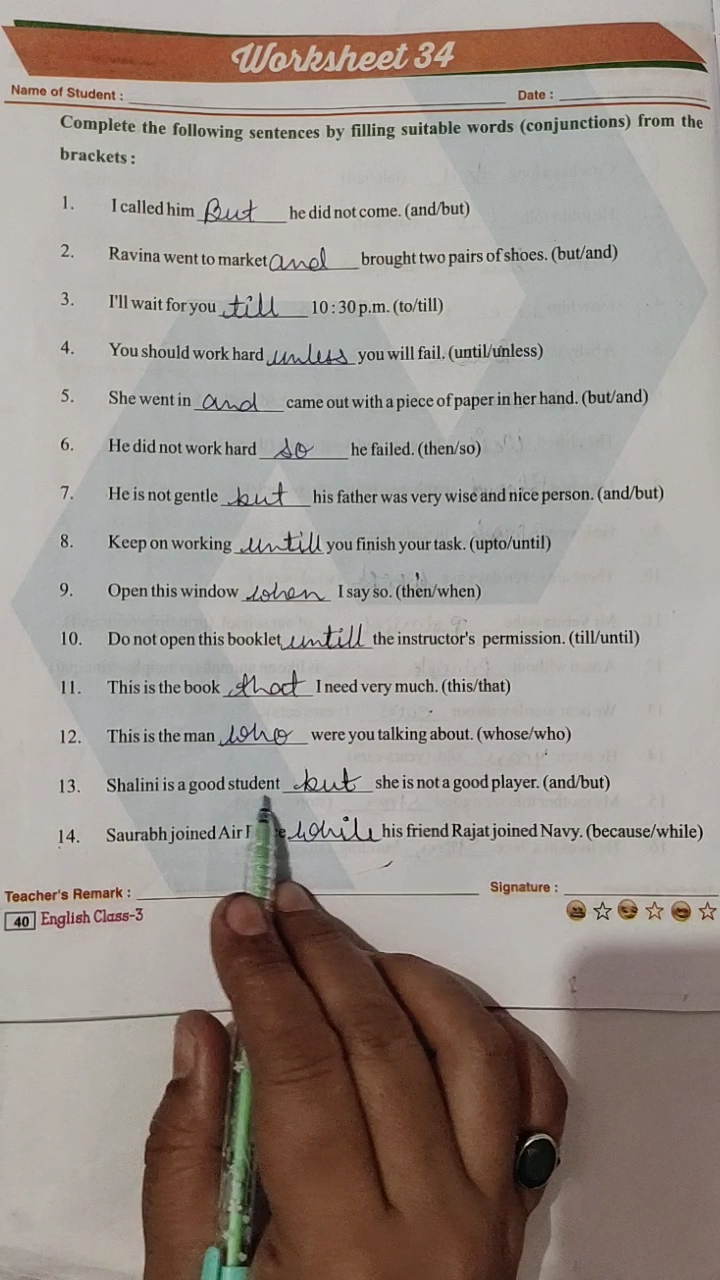 Worksheet 34
Name of Student : Date :
Complete the following sentences by filling suitable words (conjunctions) from the
brackets :
1. I called him But he did not come. (and/but)
2. Ravina went to market and brought two pairs of shoes. (but/and)
3. I'll wait for you till 10 : 30 p.m. (to/till)
4. You should work hard unless you will fail. (until/unless)
5. She went in and came out with a piece of paper in her hand. (but/and)
6. He did not work hard so he failed. (then/so)
7. He is not gentle but his father was very wise and nice person. (and/but)
8. Keep on working untill you finish your task. (upto/until)
9. Open this window when I say so. (then/when)
10. Do not open this booklet untill the instructor's permission. (till/until)
11. This is the book that I need very much. (this/that)
12. This is the man who were you talking about. (whose/who)
13. Shalini is a good student but she is not a good player. (and/but)
14. Saurabh joined Air while his friend Rajat joined Navy. (because/while)
Teacher's Remark : Signature :
40 English Class-3